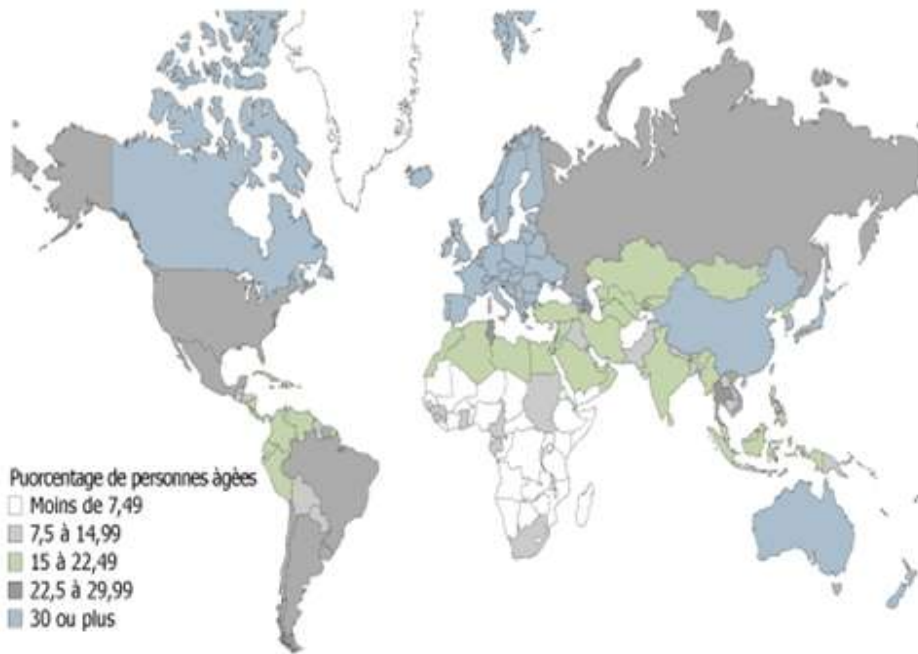 Puorcentage de personnes âgées
Moins de 7,49
7,5 à 14,99
15 à 22,49
22,5 à 29,99
30 ou plus